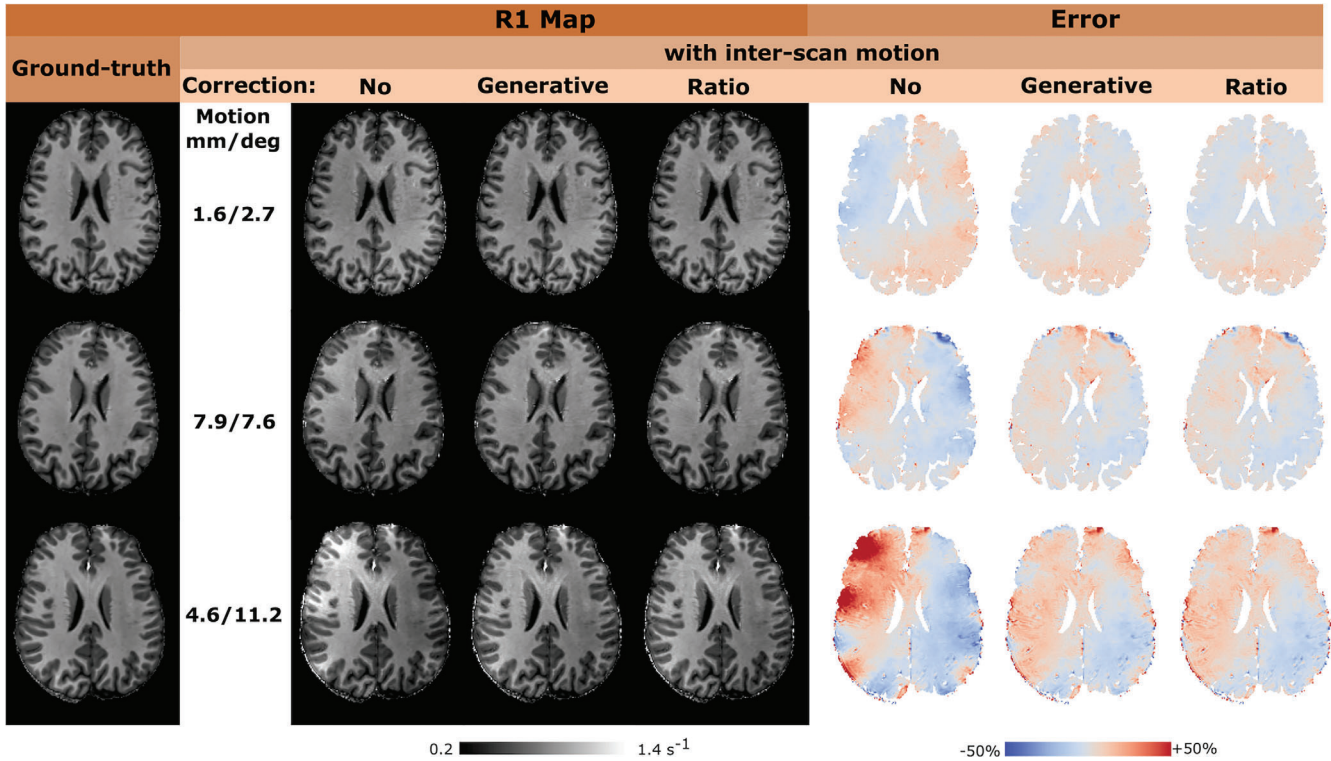 R1 Map
Error
Ground-truth
with inter-scan motion
Correction: No Generative Ratio No Generative Ratio
Motion
mm/deg
1.6/2.7
7.9/7.6
4.6/11.2
0.2 1.4 s⁻¹
-50% +50%